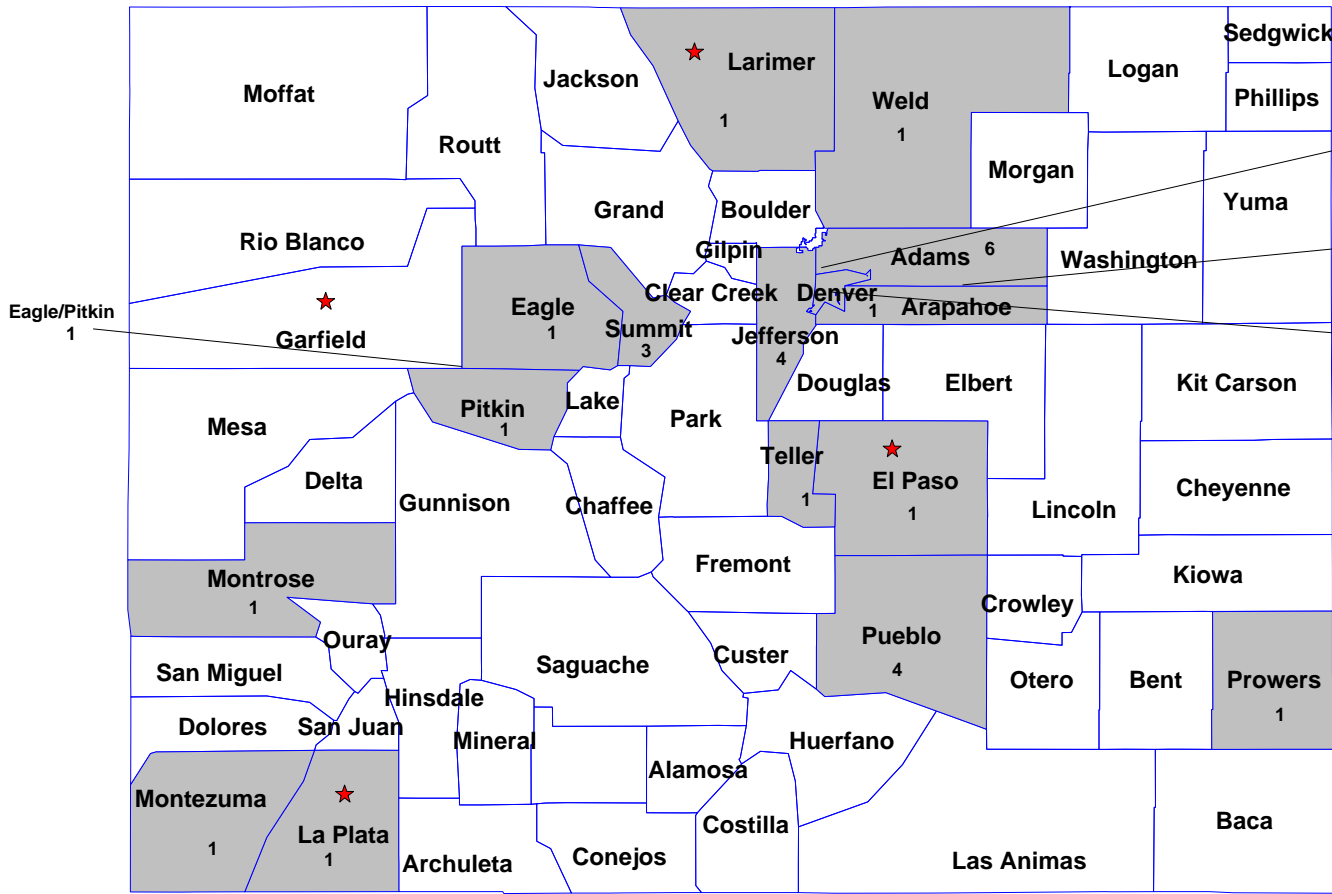 Sedgwick
Larimer
Logan
Jackson
Moffat
Weld
Phillips
1
1
Routt
Morgan
Yuma
Grand
Boulder
Rio Blanco
Gilpin
Adams 6
Washington
Clear Creek
Denver
Eagle/Pitkin
1
Eagle
1
1
Arapahoe
Garfield
Summit
3
Jefferson
4
Douglas
Elbert
Kit Carson
Lake
Pitkin
1
Park
Mesa
Teller
1
Delta
El Paso
1
Cheyenne
Gunnison
Chaffee
Lincoln
Fremont
Montrose
1
Kiowa
Crowley
Ouray
Pueblo
4
Custer
San Miguel
Saguache
Otero
Bent
Prowers
1
Hinsdale
Dolores
San Juan
Mineral
Huerfano
Alamosa
Montezuma
1
La Plata
1
Costilla
Baca
Archuleta
Conejos
Las Animas